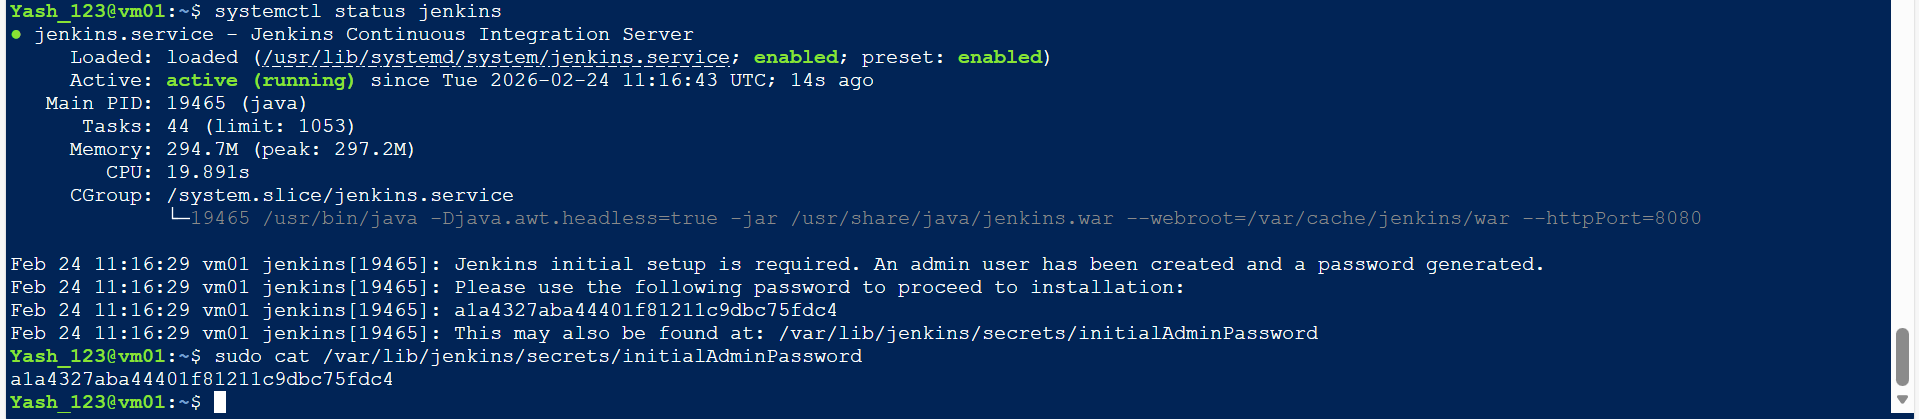 Yash_123@vm01:~$ systemctl status jenkins
● jenkins.service - Jenkins Continuous Integration Server
     Loaded: loaded (/usr/lib/systemd/system/jenkins.service; enabled; preset: enabled)
     Active: active (running) since Tue 2026-02-24 11:16:43 UTC; 14s ago
   Main PID: 19465 (java)
      Tasks: 44 (limit: 1053)
     Memory: 294.7M (peak: 297.2M)
        CPU: 19.891s
     CGroup: /system.slice/jenkins.service
             └─19465 /usr/bin/java -Djava.awt.headless=true -jar /usr/share/java/jenkins.war --webroot=/var/cache/jenkins/war --httpPort=8080

Feb 24 11:16:29 vm01 jenkins[19465]: Jenkins initial setup is required. An admin user has been created and a password generated.
Feb 24 11:16:29 vm01 jenkins[19465]: Please use the following password to proceed to installation:
Feb 24 11:16:29 vm01 jenkins[19465]: a1a4327aba44401f81211c9dbc75fdc4
Feb 24 11:16:29 vm01 jenkins[19465]: This may also be found at: /var/lib/jenkins/secrets/initialAdminPassword
Yash_123@vm01:~$ sudo cat /var/lib/jenkins/secrets/initialAdminPassword
a1a4327aba44401f81211c9dbc75fdc4
Yash_123@vm01:~$